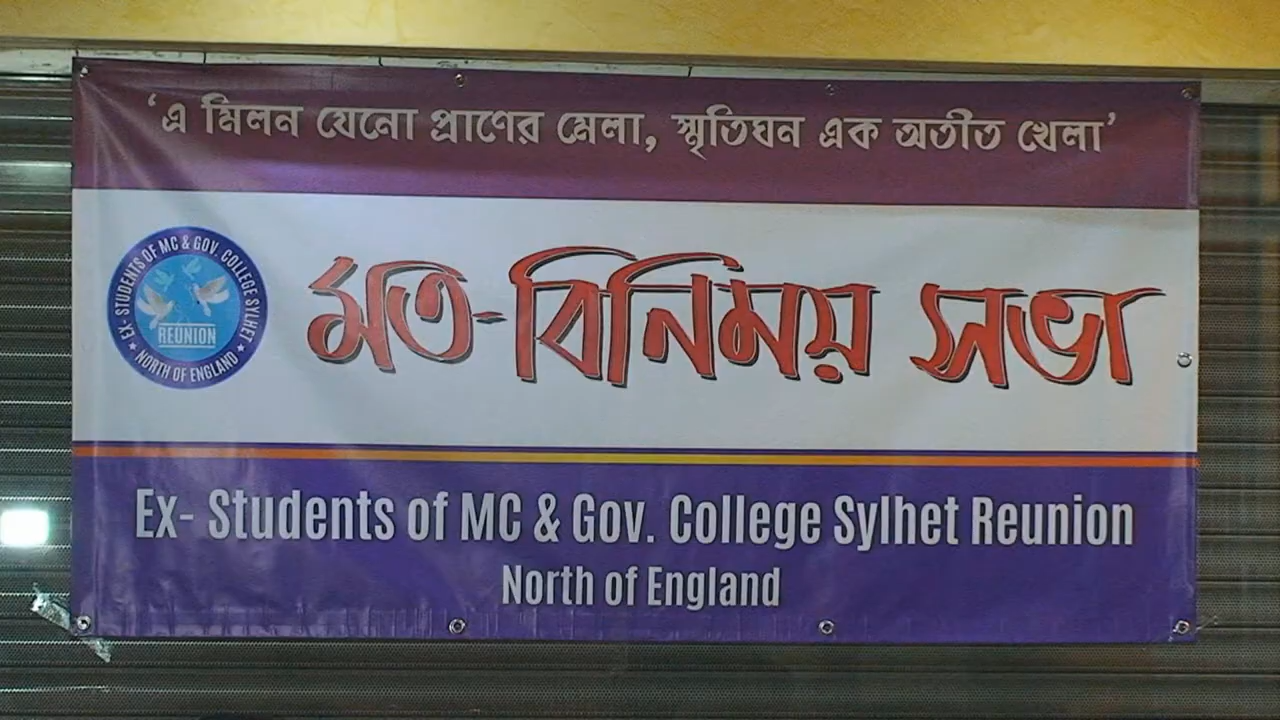 ‘এ মিলন যেনো প্রাণের মেলা, স্মৃতিঘন এক অতীত খেলা’
মত-বিনিময় সভা
EX- STUDENTS OF MC & GOV. COLLEGE SYLHET
REUNION
NORTH OF ENGLAND
Ex- Students of MC & Gov. College Sylhet Reunion
North of England